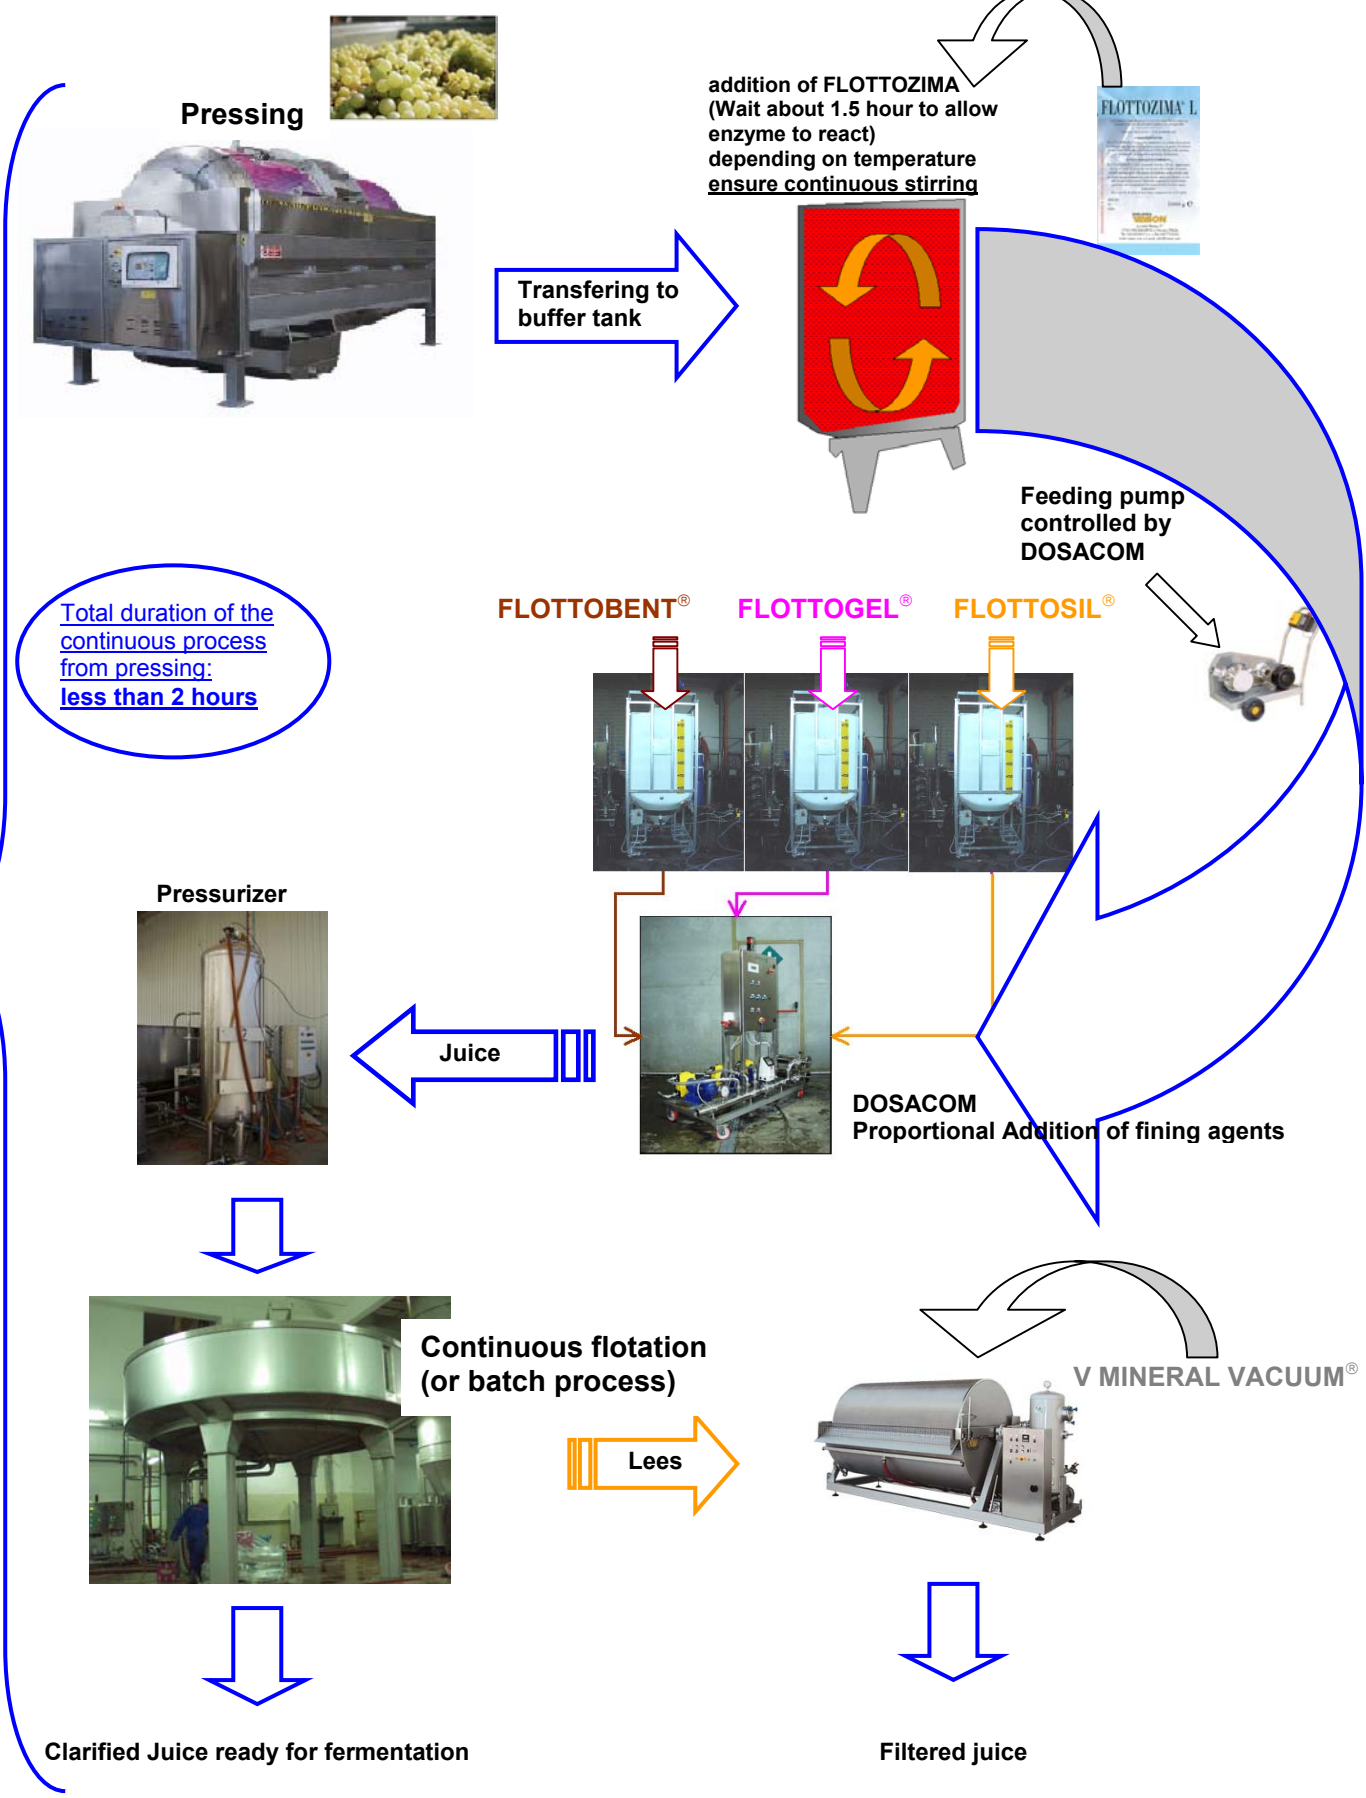 Pressing
addition of FLOTTOZIMA
(Wait about 1.5 hour to allow
enzyme to react)
depending on temperature
ensure continuous stirring
FLOTTOZIMA® L
Transfering to
buffer tank
Feeding pump
controlled by
DOSACOM
FLOTTOBENT®
FLOTTOGEL®
FLOTTOSIL®
Total duration of the
continuous process
from pressing:
less than 2 hours
Pressurizer
Juice
DOSACOM
Proportional Addition of fining agents
Continuous flotation
(or batch process)
V MINERAL VACUUM®
Lees
Clarified Juice ready for fermentation
Filtered juice